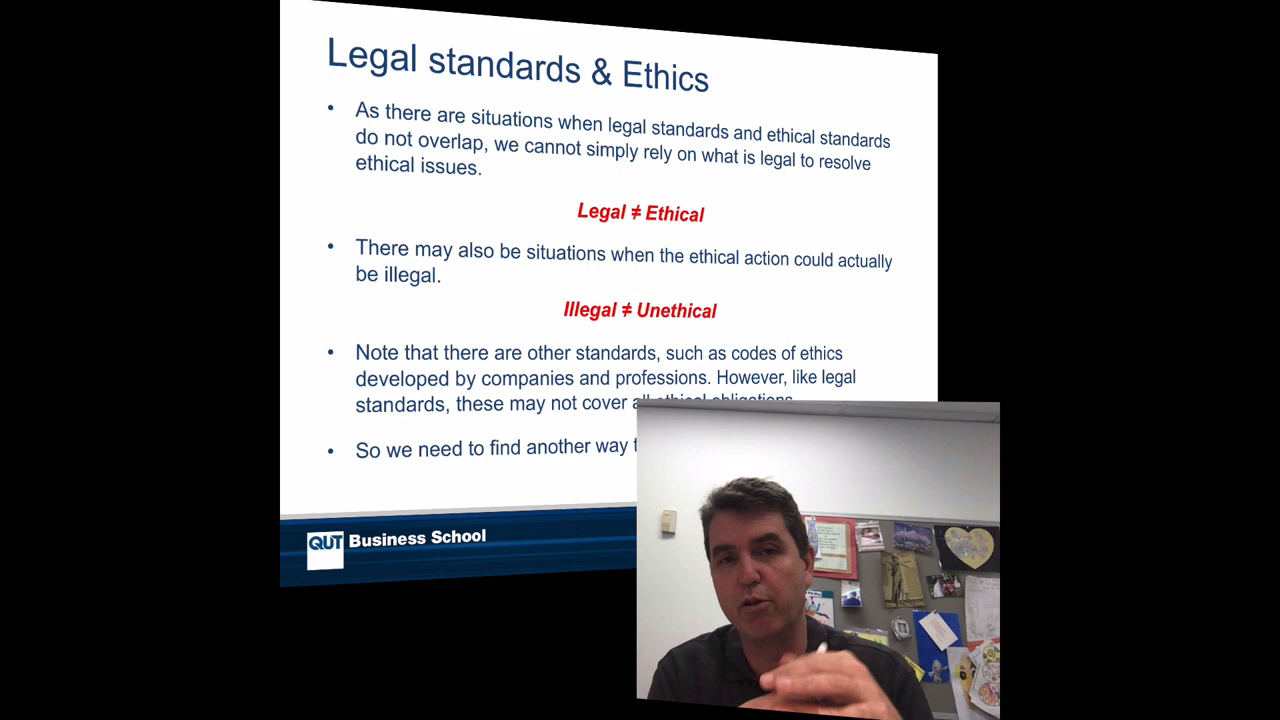 Legal standards & Ethics
• As there are situations when legal standards and ethical standards
do not overlap, we cannot simply rely on what is legal to resolve
ethical issues.
Legal ≠ Ethical
• There may also be situations when the ethical action could actually
be illegal.
Illegal ≠ Unethical
• Note that there are other standards, such as codes of ethics
developed by companies and professions. However, like legal
standards, these may not cover all ethical obligations.
• So we need to find another way
QUT Business School